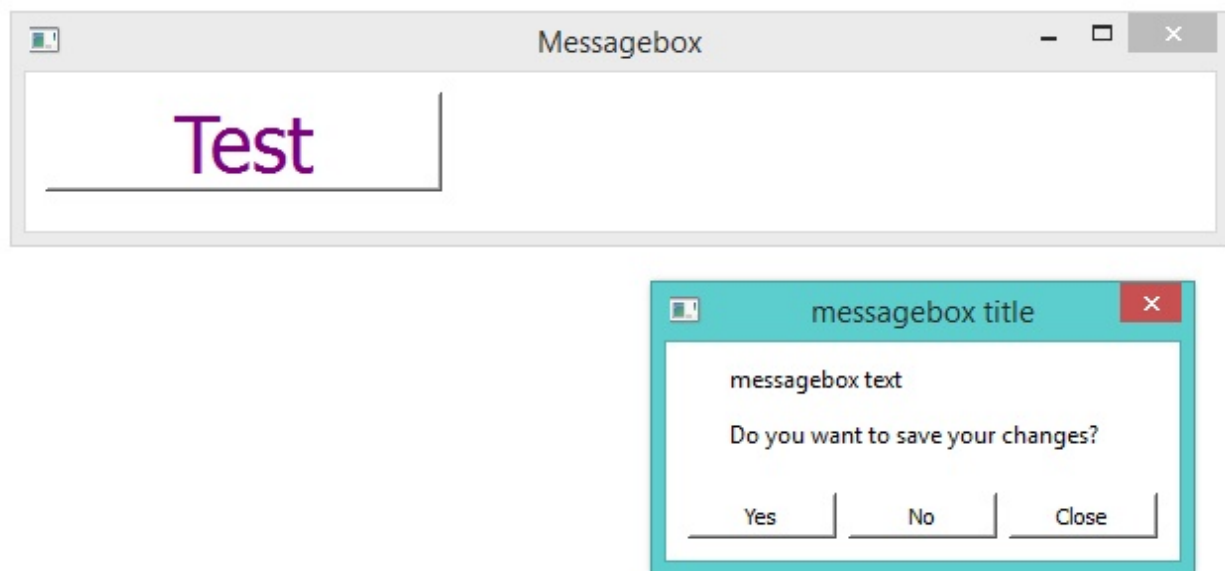 Messagebox
Test
messagebox title
messagebox text
Do you want to save your changes?
Yes No Close